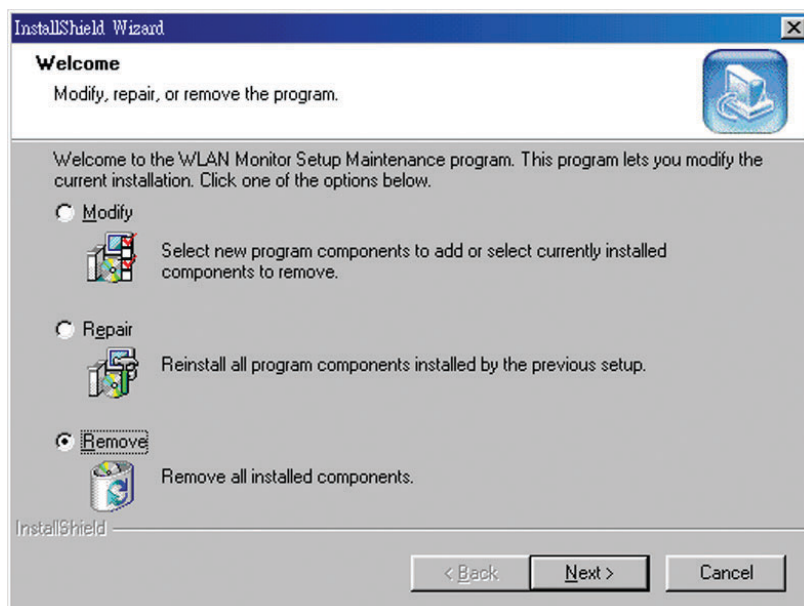 InstallShield Wizard
Welcome
Modify, repair, or remove the program.
Welcome to the WLAN Monitor Setup Maintenance program. This program lets you modify the
current installation. Click one of the options below.
Modify
Select new program components to add or select currently installed
components to remove.
Repair
Reinstall all program components installed by the previous setup.
Remove
Remove all installed components.
InstallShield
< Back
Next >
Cancel